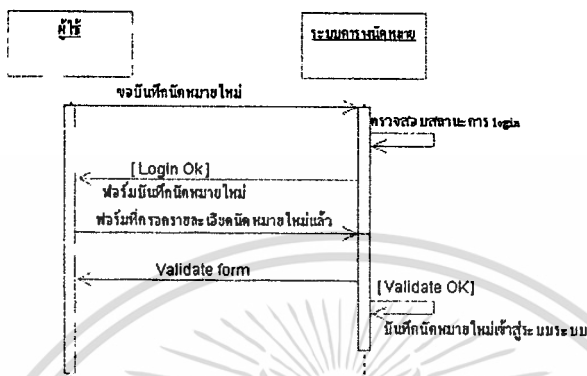 ผู้ใช้
ระบบการนัดหมาย
ขอบันทึกนัดหมายใหม่
ตรวจสอบสถานะการ login
[Login Ok]
ฟอร์มบันทึกนัดหมายใหม่
ฟอร์มที่กรอกรายละเอียดนัดหมายใหม่แล้ว
Validate form
[Validate OK]
บันทึกนัดหมายใหม่เข้าสู่ระบบระบบ